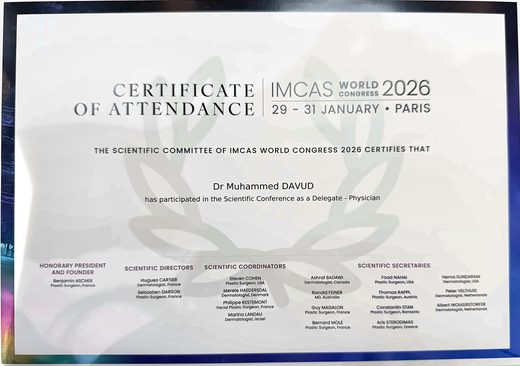 CERTIFICATE
OF ATTENDANCE
IMCAS WORLD CONGRESS 2026
29 - 31 JANUARY • PARIS
THE SCIENTIFIC COMMITTEE OF IMCAS WORLD CONGRESS 2026 CERTIFIES THAT
Dr Muhammed DAVUD
has participated in the Scientific Conference as a Delegate - Physician
HONORARY PRESIDENT
AND FOUNDER
Benjamin ASCHER
Plastic Surgeon, France
SCIENTIFIC DIRECTORS
Hugues CARTIER
Dermatologist, France
Sebastien GARSON
Plastic Surgeon, France
SCIENTIFIC COORDINATORS
Steven COHEN
Plastic Surgeon, USA
Merete HAEDERSDAL
Dermatologist, Denmark
Philippe KESTEMONT
Facial Plastic Surgeon, France
Marina LANDAU
Dermatologist, Israel
SCIENTIFIC SECRETARIES
Ashraf BADAWI
Dermatologist, Canada
Ronald FEINER
MD, Australia
Guy MAGALON
Plastic Surgeon, France
Bernard MOLE
Plastic Surgeon, France
Foad NAHAI
Plastic Surgeon, USA
Thomas RAPPL
Plastic Surgeon, Austria
Constantin STAN
Plastic Surgeon, Romania
Aris STERODIMAS
Plastic Surgeon, Greece
Hema SUNDARAM
Dermatologist, USA
Peter VELTHUIS
Dermatologist, Netherlands
Albert WOLKERSTORFER
Dermatologist, Netherlands